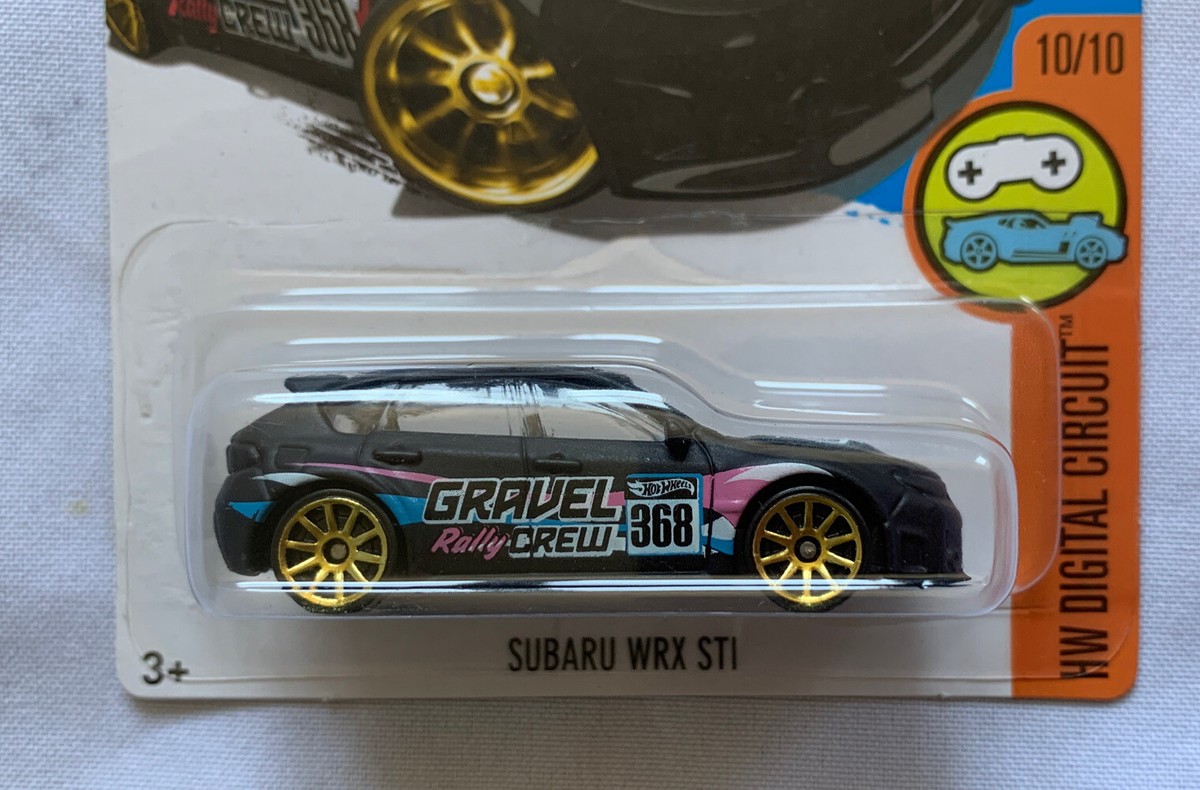 Rally CREW 368
10/10
HW DIGITAL CIRCUIT™
GRAVEL
Rally CREW
HOT WHEELS
368
SUBARU WRX STI
3+